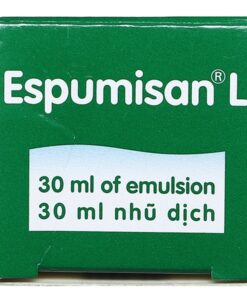 Espumisan® L
30 ml of emulsion
30 ml nhũ dịch